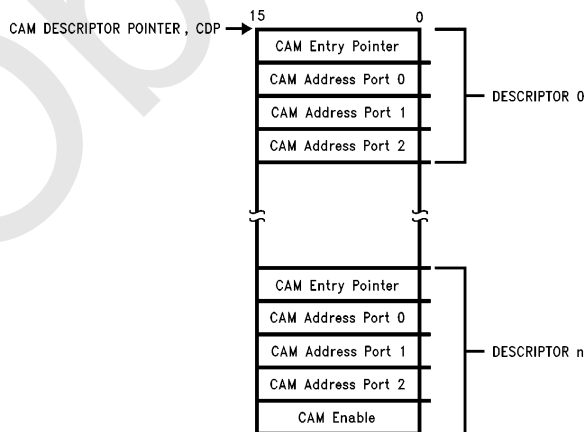 15 0
CAM DESCRIPTOR POINTER, CDP
CAM Entry Pointer
CAM Address Port 0
CAM Address Port 1
CAM Address Port 2
DESCRIPTOR 0
CAM Entry Pointer
CAM Address Port 0
CAM Address Port 1
CAM Address Port 2
CAM Enable
DESCRIPTOR n